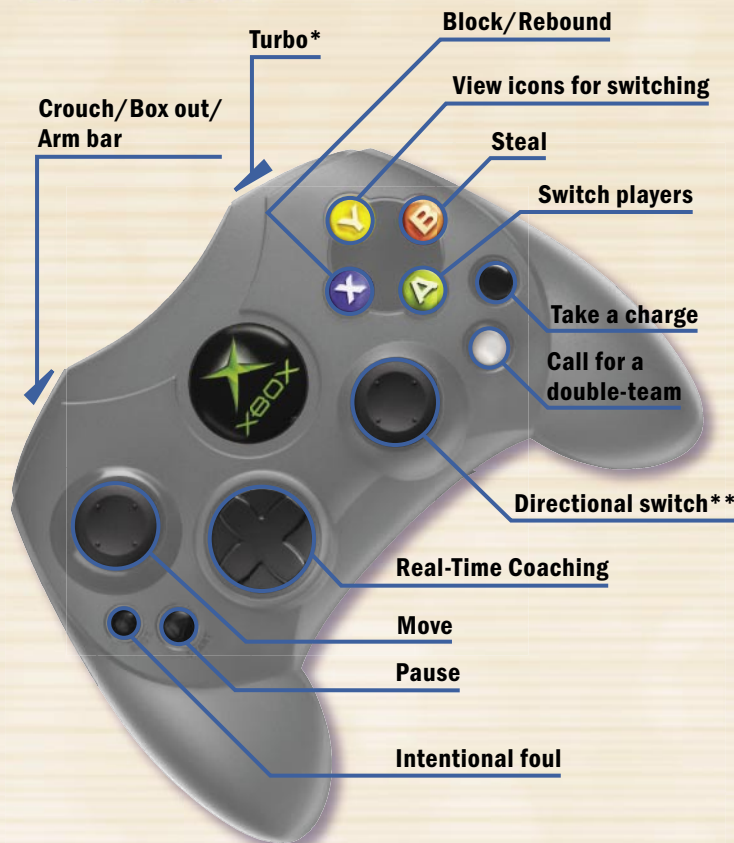 Block/Rebound
Turbo*
View icons for switching
Crouch/Box out/
Arm bar
Steal
Switch players
Y
B
X
A
Take a charge
Call for a
double-team
XBOX
Directional switch**
Real-Time Coaching
Move
Pause
Intentional foul